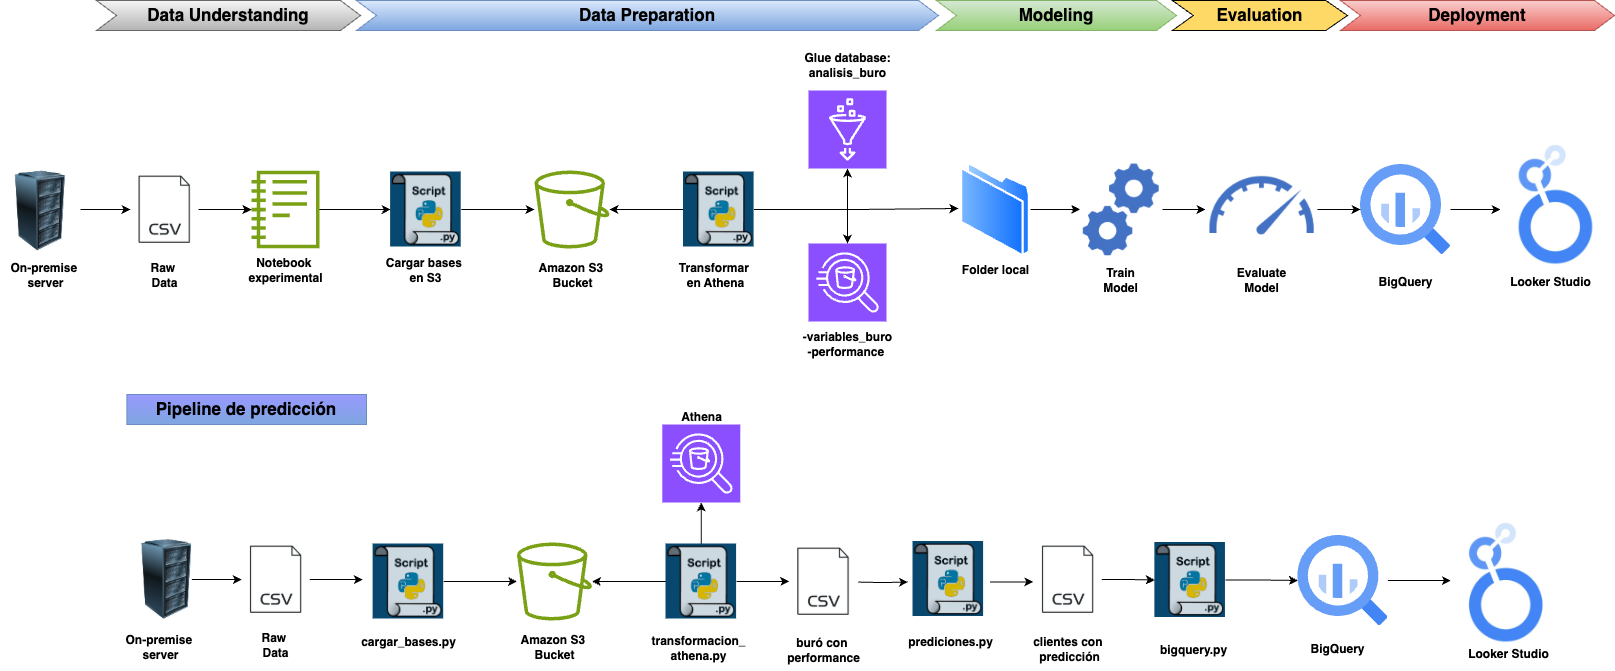 Data Understanding
Data Preparation
Modeling
Evaluation
Deployment
Glue database:
analisis_buro
On-premise
server
CSV
Raw
Data
Notebook
experimental
Script
.py
Cargar bases
en S3
Amazon S3
Bucket
Script
.py
Transformar
en Athena
-variables_buro
-performance
Folder local
Train
Model
Evaluate
Model
BigQuery
Looker Studio
Pipeline de predicción
Athena
On-premise
server
CSV
Raw
Data
Script
.py
cargar_bases.py
Amazon S3
Bucket
Script
.py
transformacion_
athena.py
CSV
buró con
performance
Script
.py
prediciones.py
CSV
clientes con
predicción
Script
.py
bigquery.py
BigQuery
Looker Studio